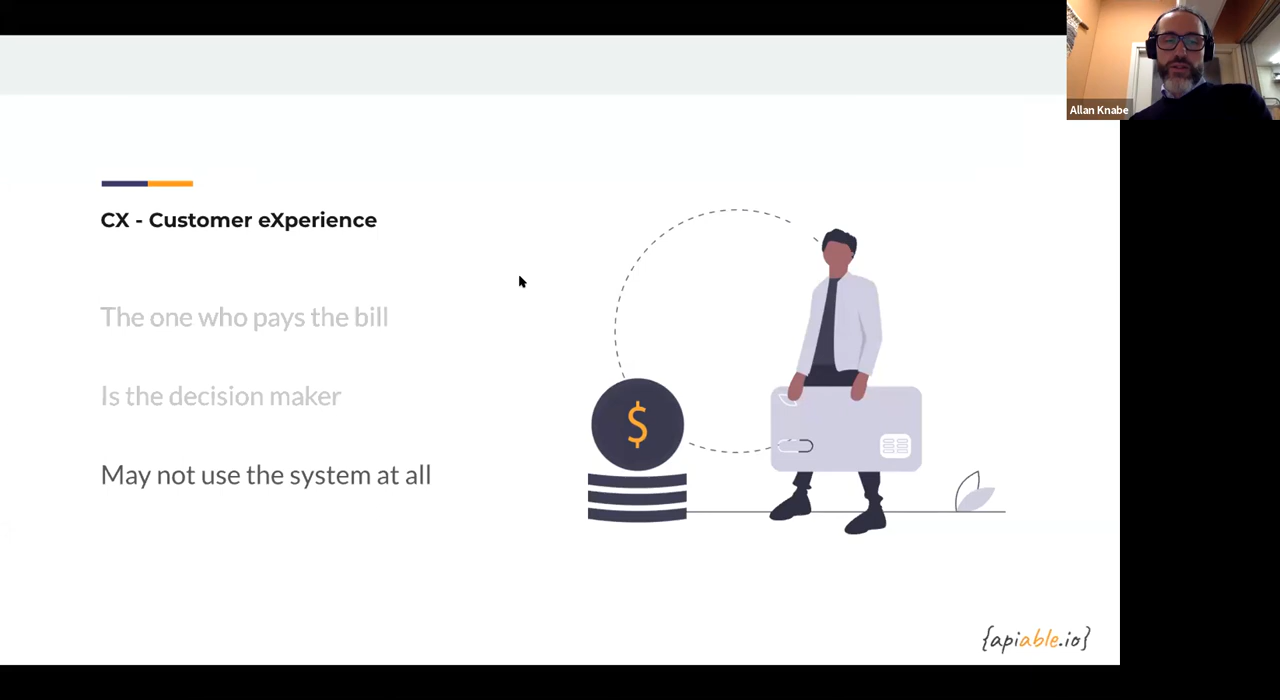 Allan Knabe
CX - Customer eXperience
The one who pays the bill
Is the decision maker
May not use the system at all
$
{apiable.io}